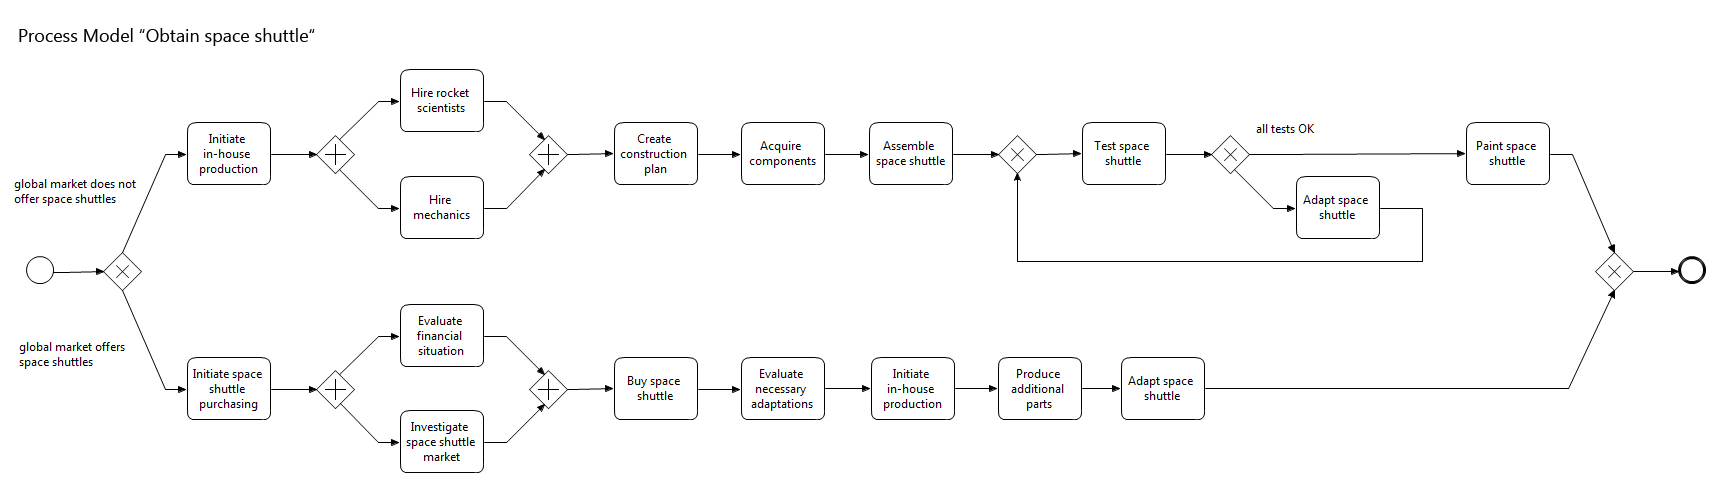 Process Model “Obtain space shuttle“
Hire rocket
scientists
all tests OK
Initiate
in-house
production
Create
construction
plan
Acquire
components
Assemble
space shuttle
Test space
shuttle
Paint space
shuttle
global market does not
offer space shuttles
Hire
mechanics
Adapt space
shuttle
Evaluate
financial
situation
global market offers
space shuttles
Initiate space
shuttle
purchasing
Buy space
shuttle
Evaluate
necessary
adaptations
Initiate
in-house
production
Produce
additional
parts
Adapt space
shuttle
Investigate
space shuttle
market